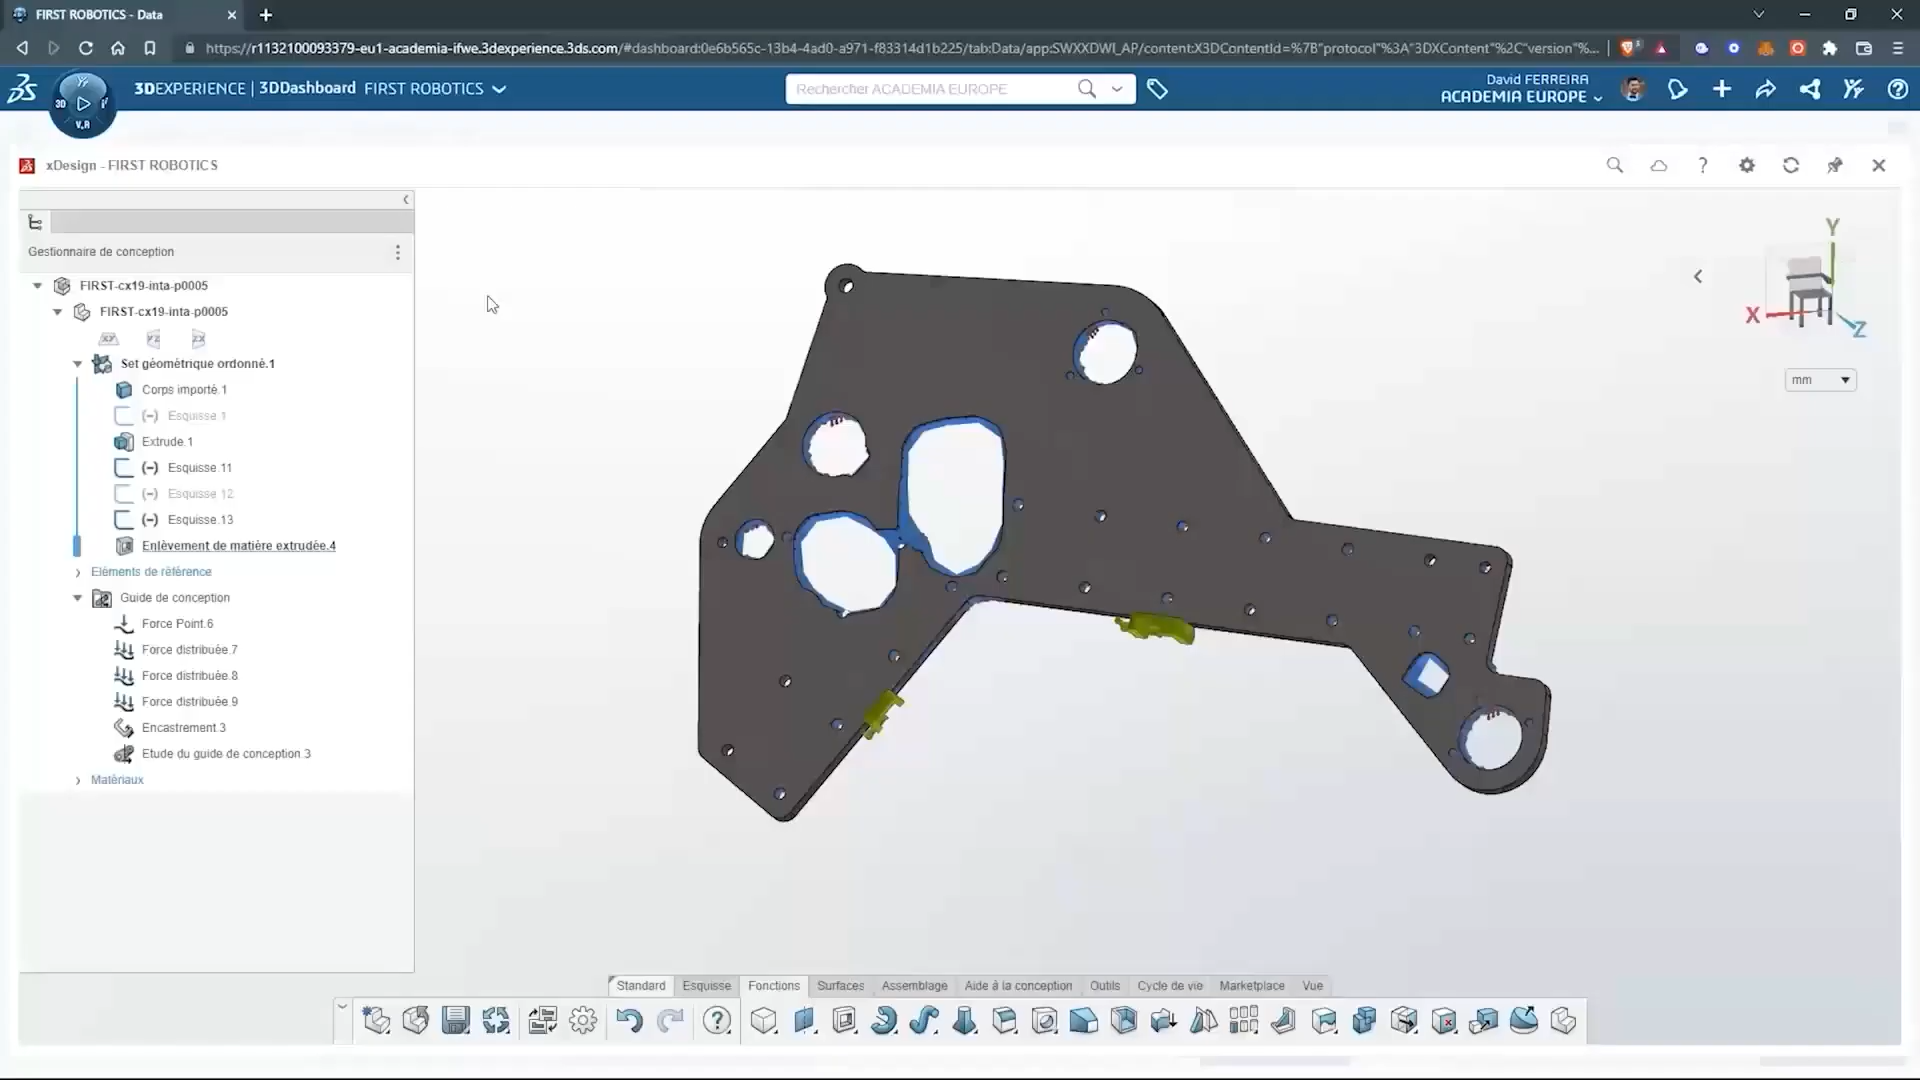 FIRST ROBOTICS - Data
https://r1132100093379-eu1-academia-ifwe.3dexperience.3ds.com/#dashboard:0e6b565c-13b4-4ad0-a971-f83314d1b225/tab:Data/app:SWXXDWI_AP/content:X3DContentId=%7B"protocol"%3A"3DXContent"%2C"version"%...
3DEXPERIENCE | 3DDashboard FIRST ROBOTICS
Rechercher ACADEMIA EUROPE
David FERREIRA
ACADEMIA EUROPE
3D
V.R
xDesign - FIRST ROBOTICS
Gestionnaire de conception
FIRST-cx19-inta-p0005
FIRST-cx19-inta-p0005
XY YZ ZX
Set géométrique ordonné.1
Corps importé.1
(-) Esquisse.1
Extrude.1
(-) Esquisse.11
(-) Esquisse.12
(-) Esquisse.13
Enlèvement de matière extrudée.4
Eléments de référence
Guide de conception
Force Point.6
Force distribuée.7
Force distribuée.8
Force distribuée.9
Encastrement.3
Etude du guide de conception.3
Matériaux
Y
X
Z
mm
Standard
Esquisse
Fonctions
Surfaces
Assemblage
Aide à la conception
Outils
Cycle de vie
Marketplace
Vue